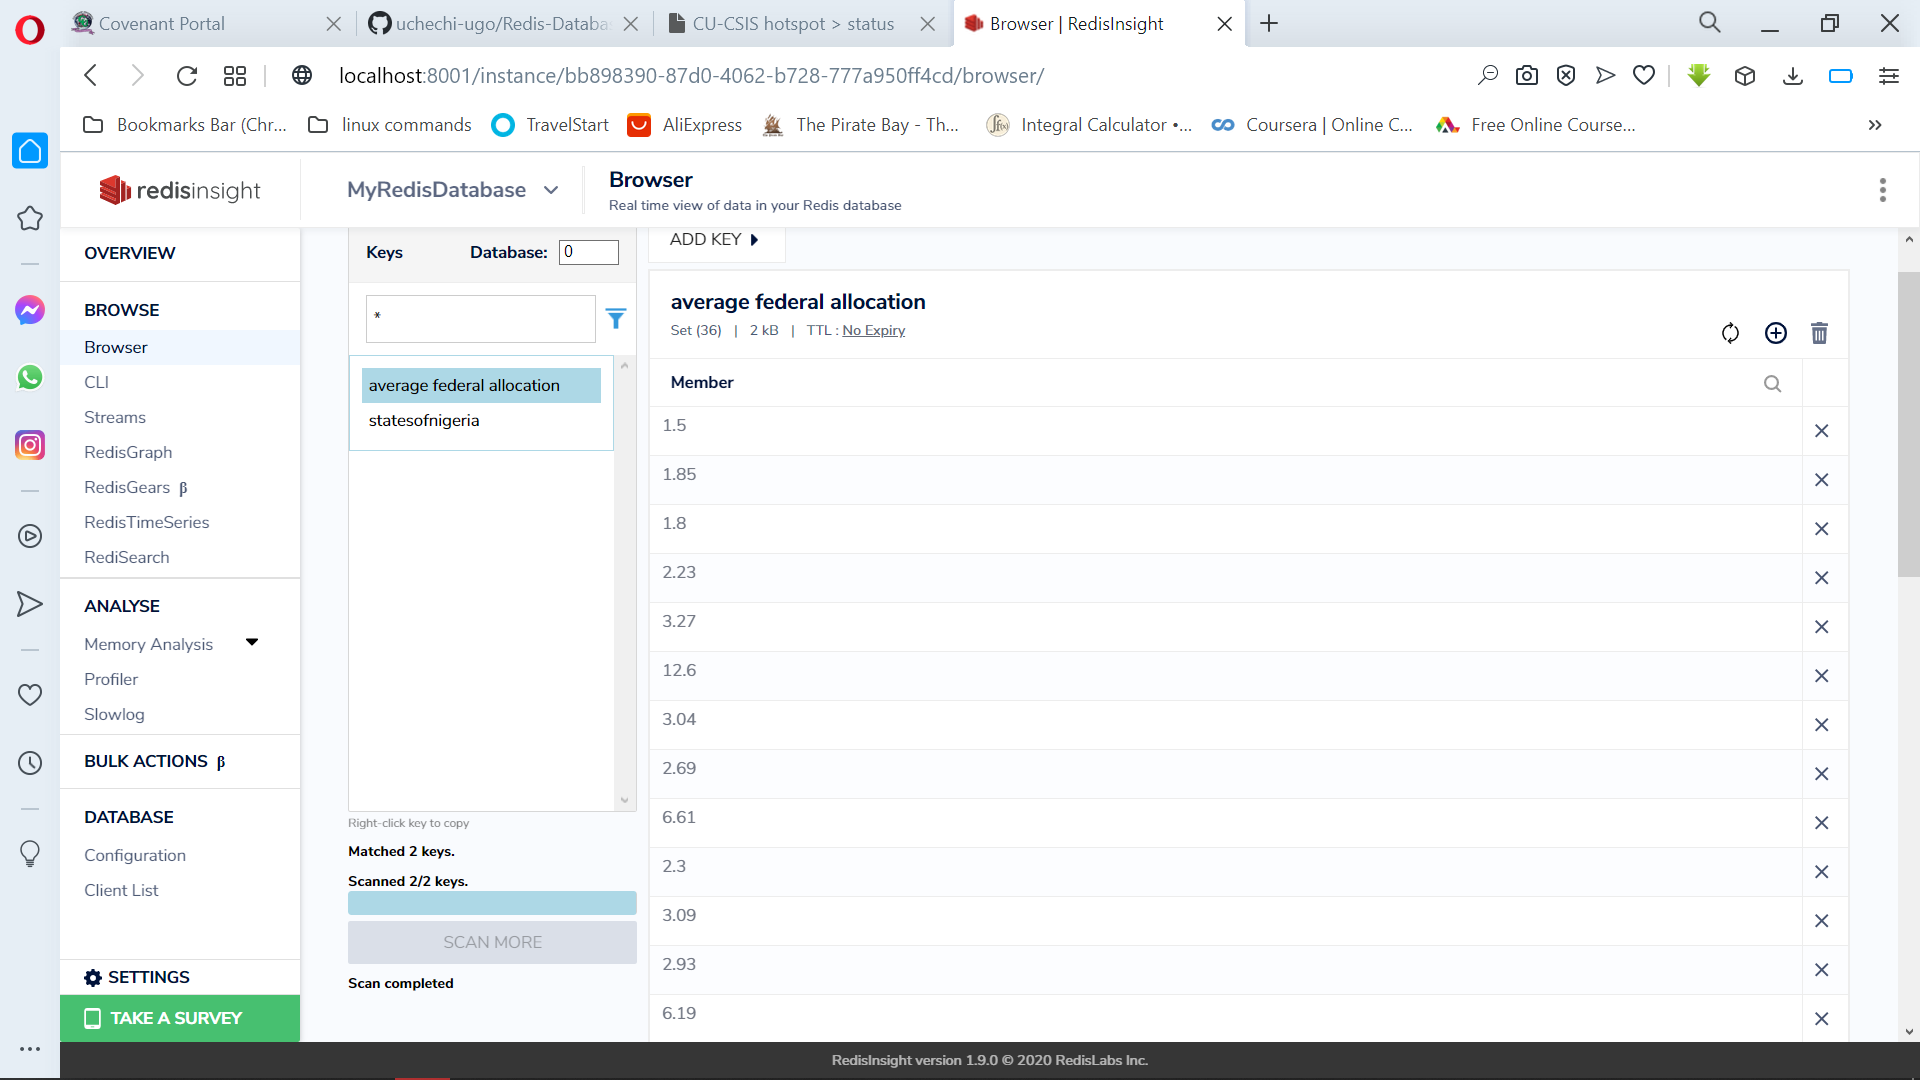 Covenant Portal
uchechi-ugo/Redis-Databa
CU-CSIS hotspot > status
Browser | RedisInsight
localhost:8001/instance/bb898390-87d0-4062-b728-777a950ff4cd/browser/
Bookmarks Bar (Chr...
linux commands
TravelStart
AliExpress
The Pirate Bay - Th...
Integral Calculator •...
Coursera | Online C...
Free Online Course...
redisinsight
MyRedisDatabase
Browser
Real time view of data in your Redis database
OVERVIEW
BROWSE
Browser
CLI
Streams
RedisGraph
RedisGears β
RedisTimeSeries
RediSearch
ANALYSE
Memory Analysis
Profiler
Slowlog
BULK ACTIONS β
DATABASE
Configuration
Client List
SETTINGS
TAKE A SURVEY
Keys
Database: 0
*
average federal allocation
statesofnigeria
Right-click key to copy
Matched 2 keys.
Scanned 2/2 keys.
SCAN MORE
Scan completed
ADD KEY
average federal allocation
Set (36) | 2 kB | TTL : No Expiry
Member
1.5
1.85
1.8
2.23
3.27
12.6
3.04
2.69
6.61
2.3
3.09
2.93
6.19
RedisInsight version 1.9.0 © 2020 RedisLabs Inc.